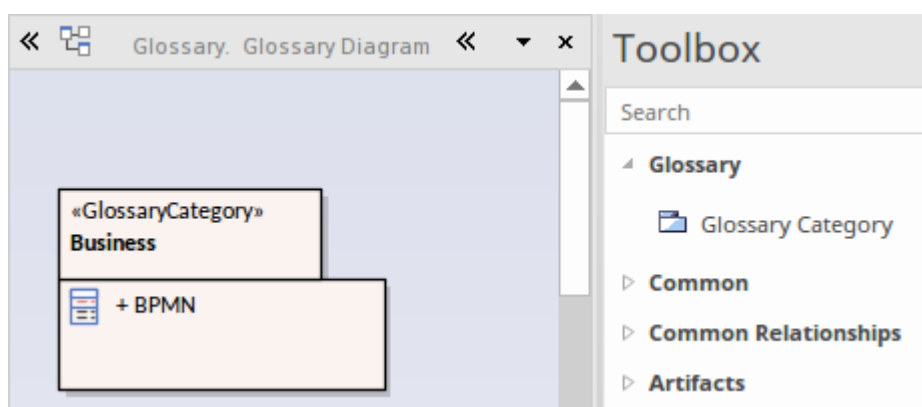 Glossary. Glossary Diagram
«GlossaryCategory»
Business
+ BPMN
Toolbox
Search
Glossary
Glossary Category
Common
Common Relationships
Artifacts